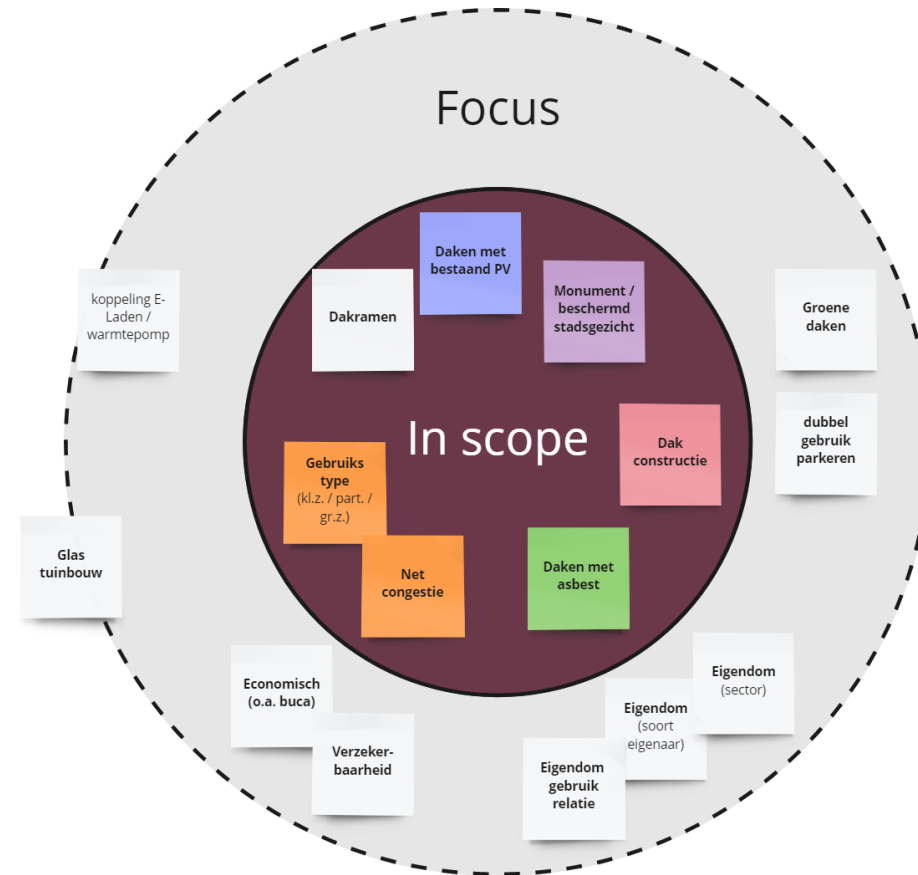 Focus
Daken met
bestaand PV
Monument /
beschermd
stadsgezicht
Dakramen
koppeling E-
Laden /
warmtepomp
Groene
daken
dubbel
gebruik
parkeren
In scope
Dak
constructie
Gebruiks
type
(kl.z. / part. /
gr.z.)
Net
congestie
Daken met
asbest
Glas
tuinbouw
Economisch
(o.a. buca)
Verzeker-
baarheid
Eigendom
(sector)
Eigendom
(soort
eigenaar)
Eigendom
gebruik
relatie